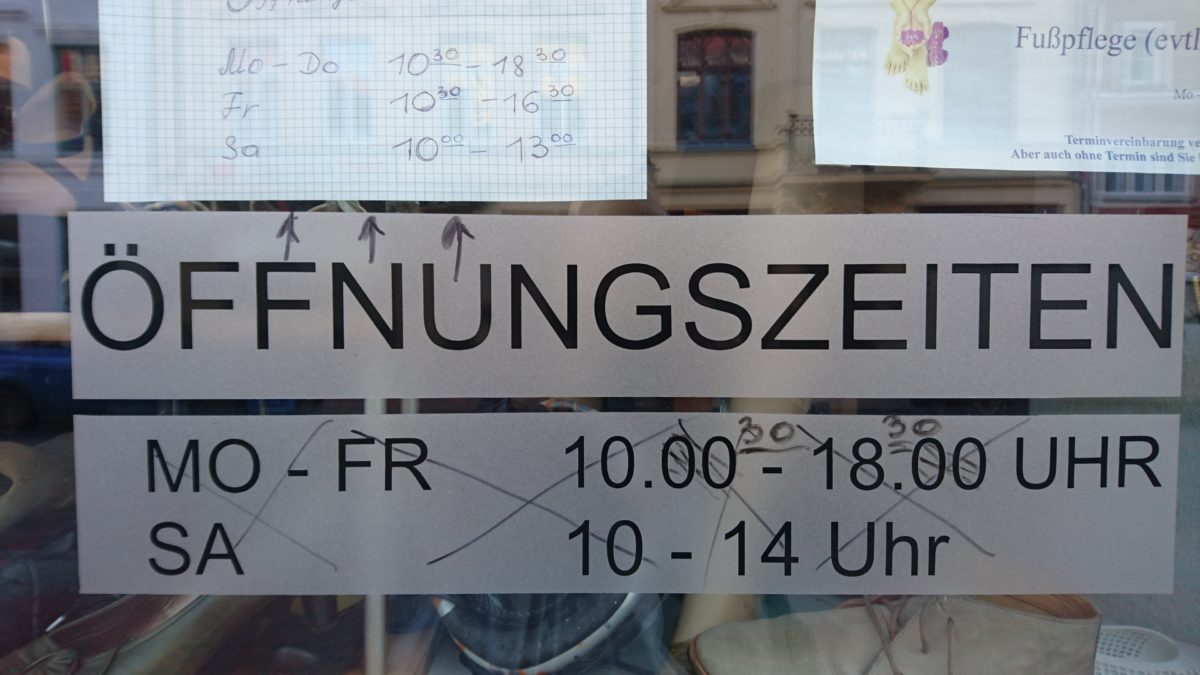 Mo - Do 10³⁰ - 18³⁰
Fr 10³⁰ - 16³⁰
Sa 10⁰⁰ - 13⁰⁰
Fußpflege (evtl
Mo -
Terminvereinbarung ve
Aber auch ohne Termin sind Sie
ÖFFNUNGSZEITEN
30 30
MO - FR 10.00 - 18.00 UHR
SA 10 - 14 Uhr